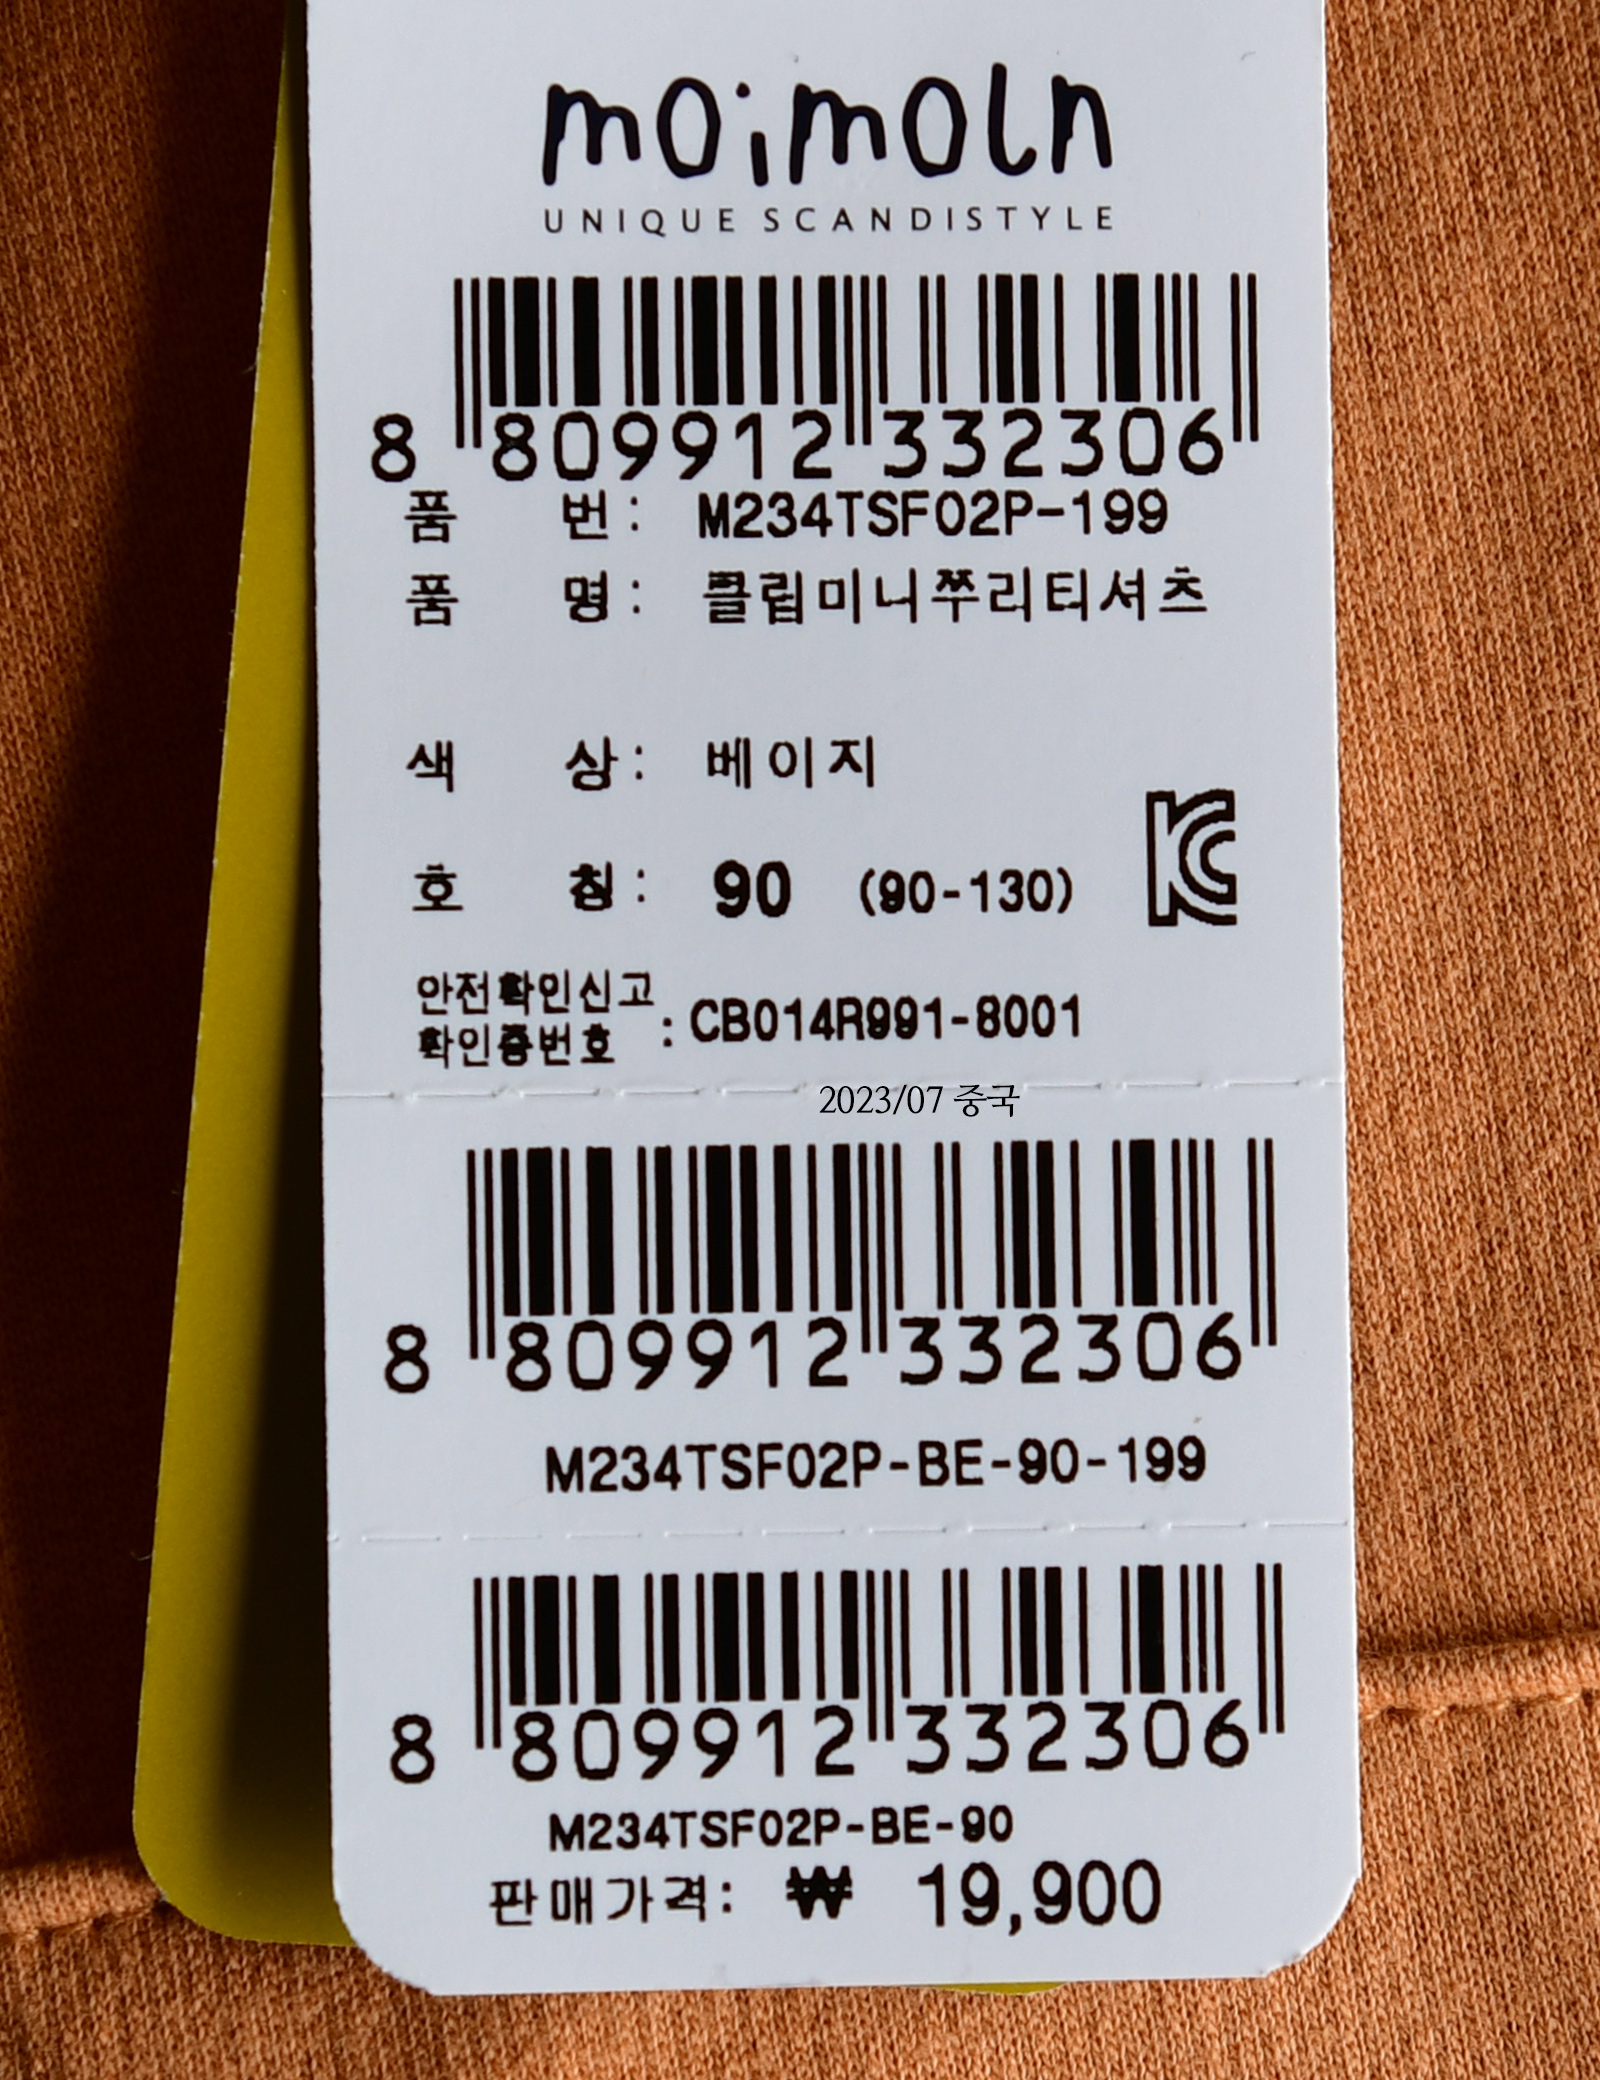 moimoln
UNIQUE SCANDISTYLE
8 809912 332306
품 번 : M234TSF02P-199
품 명 : 클립미니쭈리티셔츠
색 상 : 베이지
호 칭 : 90 (90-130)
안전확인신고
확인증번호 : CB014R991-8001
2023/07 중국
8 809912 332306
M234TSF02P-BE-90-199
8 809912 332306
M234TSF02P-BE-90
판매가격: ₩ 19,900